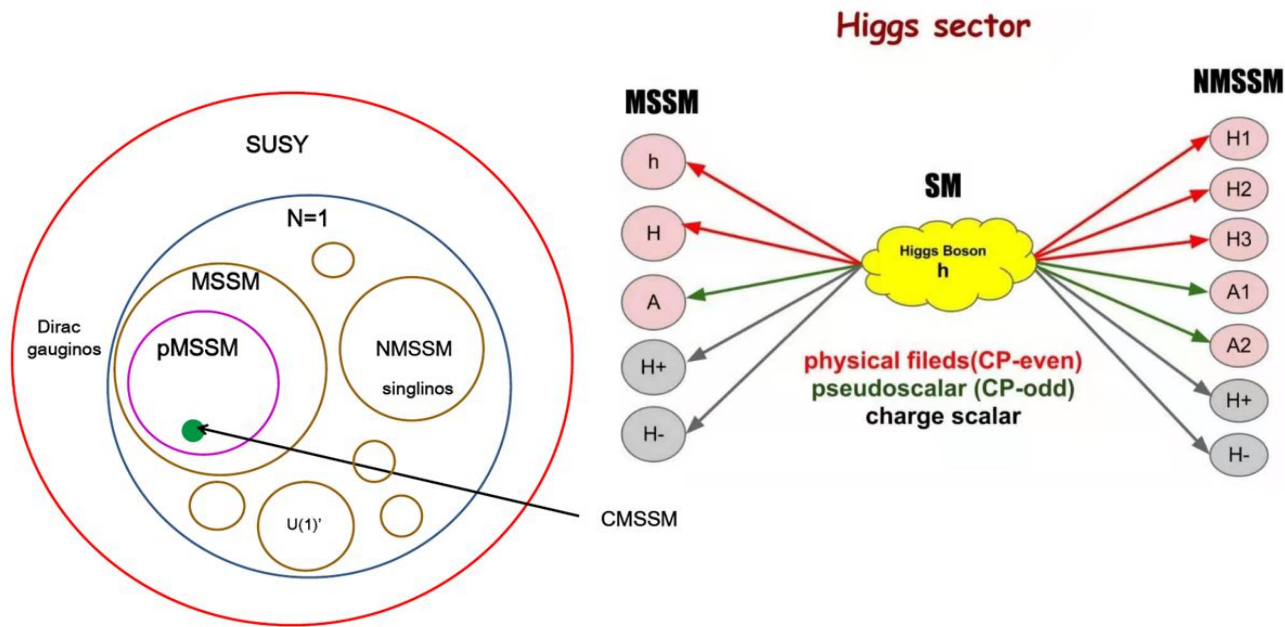 SUSY
N=1
MSSM
Dirac
gauginos
pMSSM
NMSSM
singlinos
U(1)'
CMSSM
Higgs sector
MSSM
h
H
A
H+
H-
SM
Higgs Boson
h
physical fileds(CP-even)
pseudoscalar (CP-odd)
charge scalar
NMSSM
H1
H2
H3
A1
A2
H+
H-